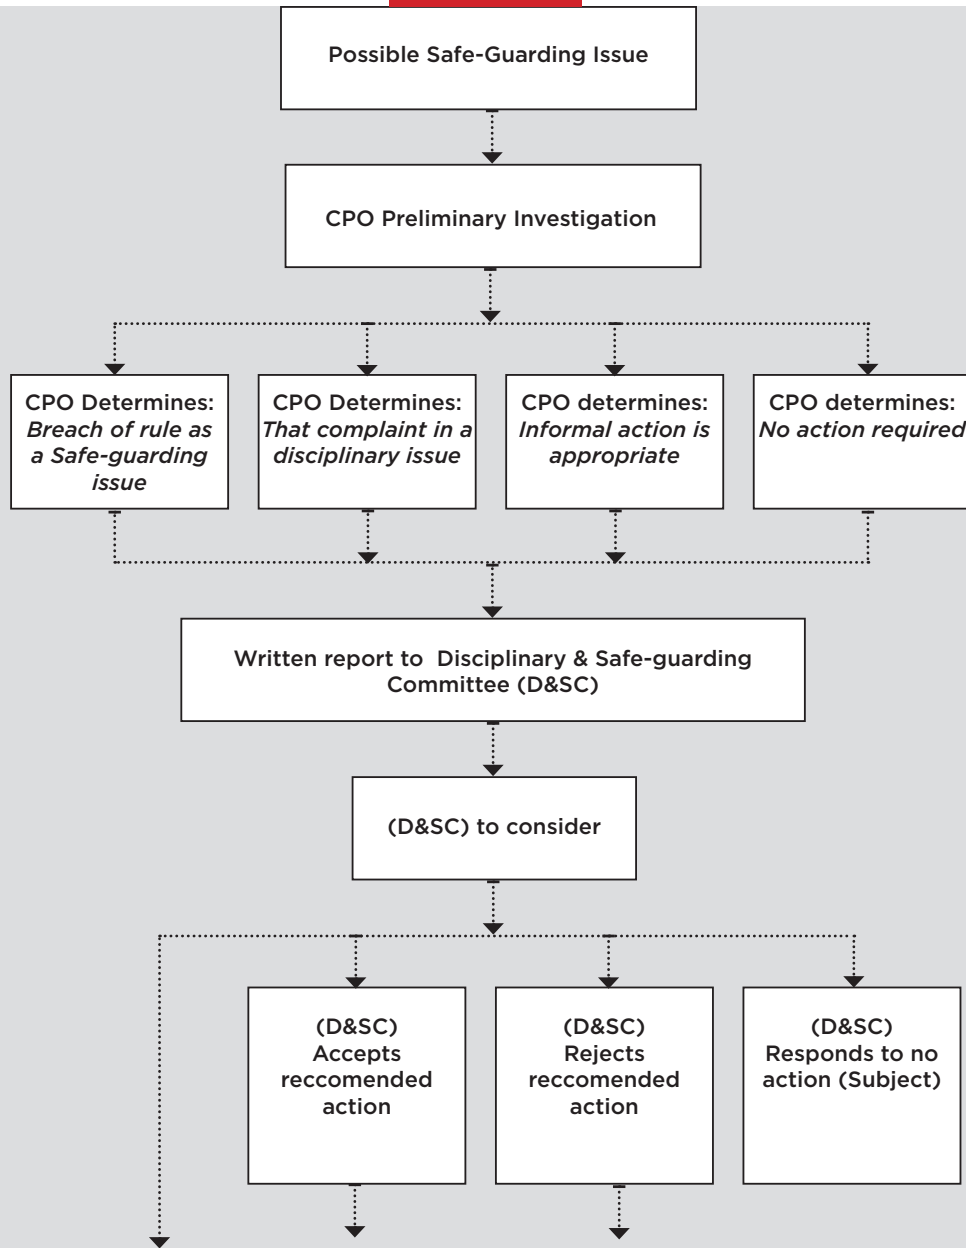 Possible Safe-Guarding Issue
CPO Preliminary Investigation
CPO Determines:
Breach of rule as
a Safe-guarding
issue
CPO Determines:
That complaint in a
disciplinary issue
CPO determines:
Informal action is
appropriate
CPO determines:
No action required
Written report to Disciplinary & Safe-guarding
Committee (D&SC)
(D&SC) to consider
(D&SC)
Accepts
reccomended
action
(D&SC)
Rejects
reccomended
action
(D&SC)
Responds to no
action (Subject)